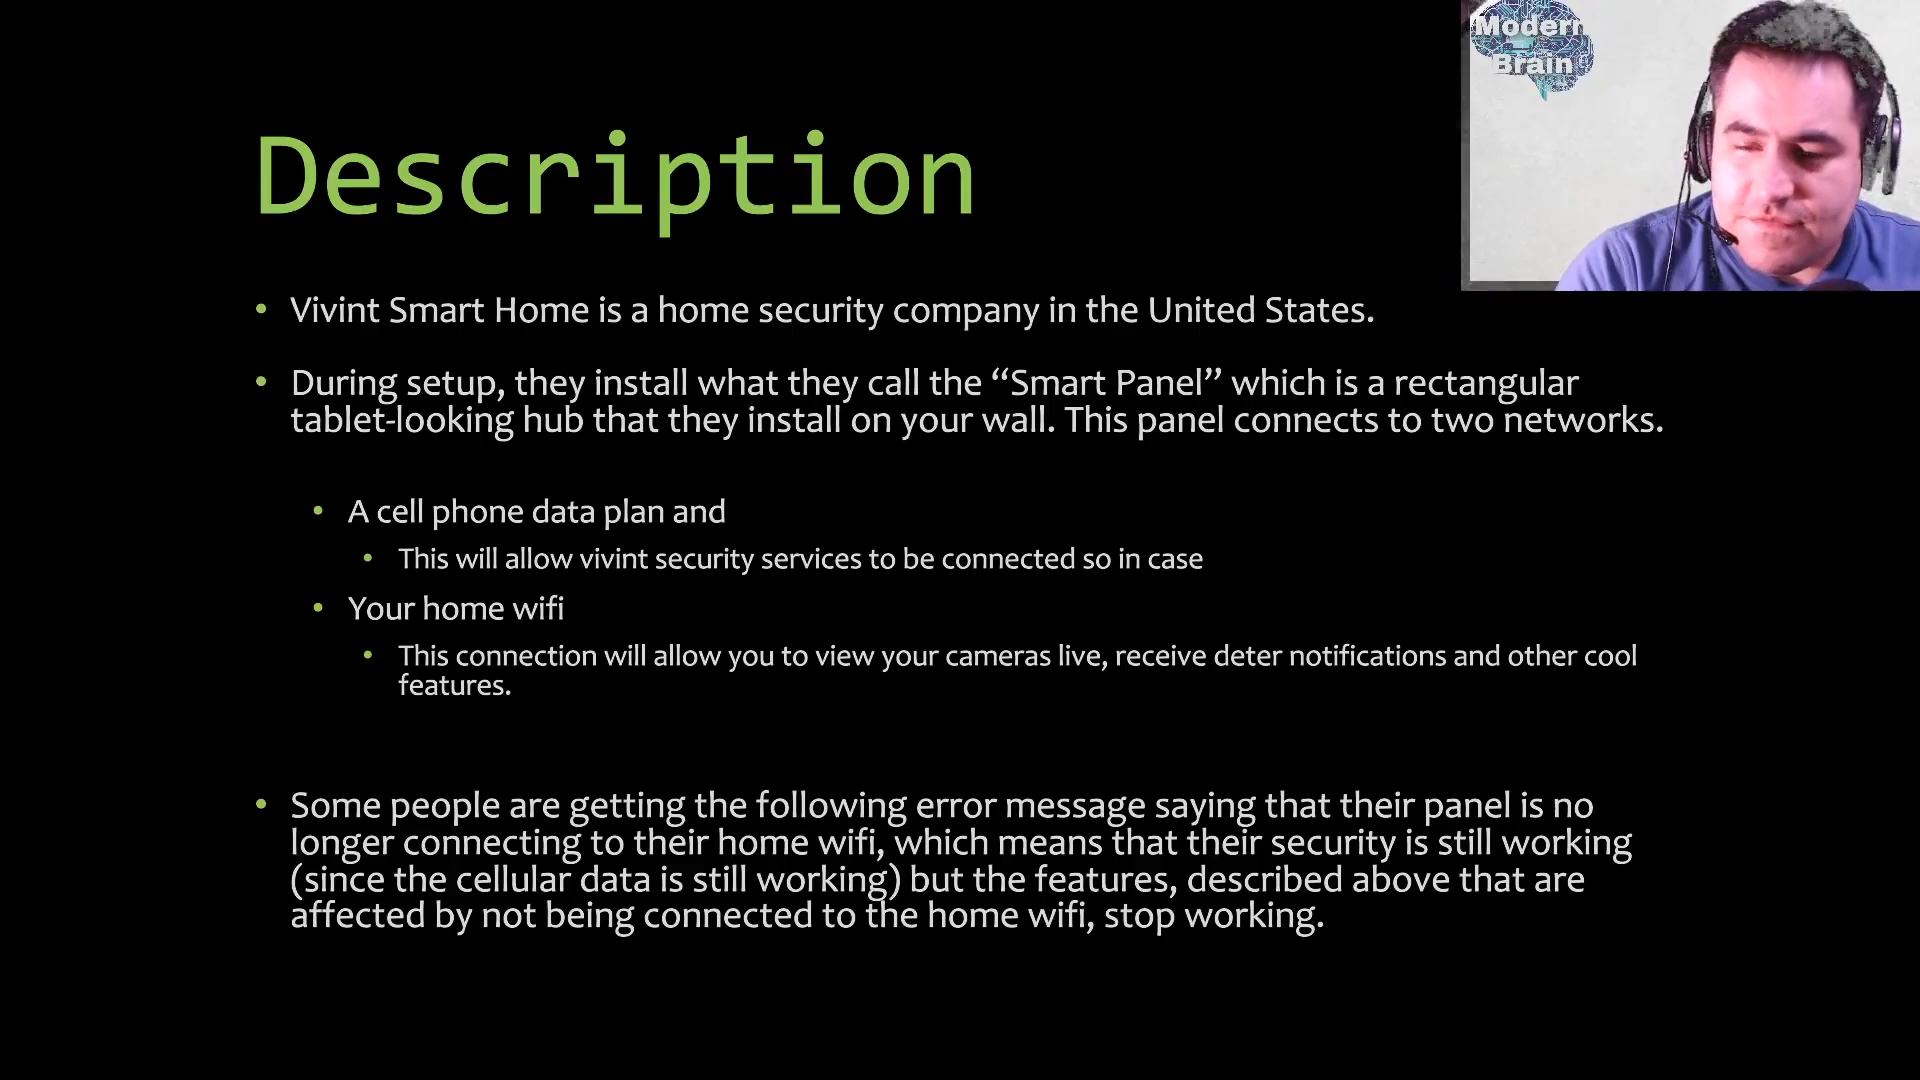 Modern
Brain
Description
• Vivint Smart Home is a home security company in the United States.
• During setup, they install what they call the “Smart Panel” which is a rectangular
tablet-looking hub that they install on your wall. This panel connects to two networks.
• A cell phone data plan and
• This will allow vivint security services to be connected so in case
• Your home wifi
• This connection will allow you to view your cameras live, receive deter notifications and other cool
features.
• Some people are getting the following error message saying that their panel is no
longer connecting to their home wifi, which means that their security is still working
(since the cellular data is still working) but the features, described above that are
affected by not being connected to the home wifi, stop working.